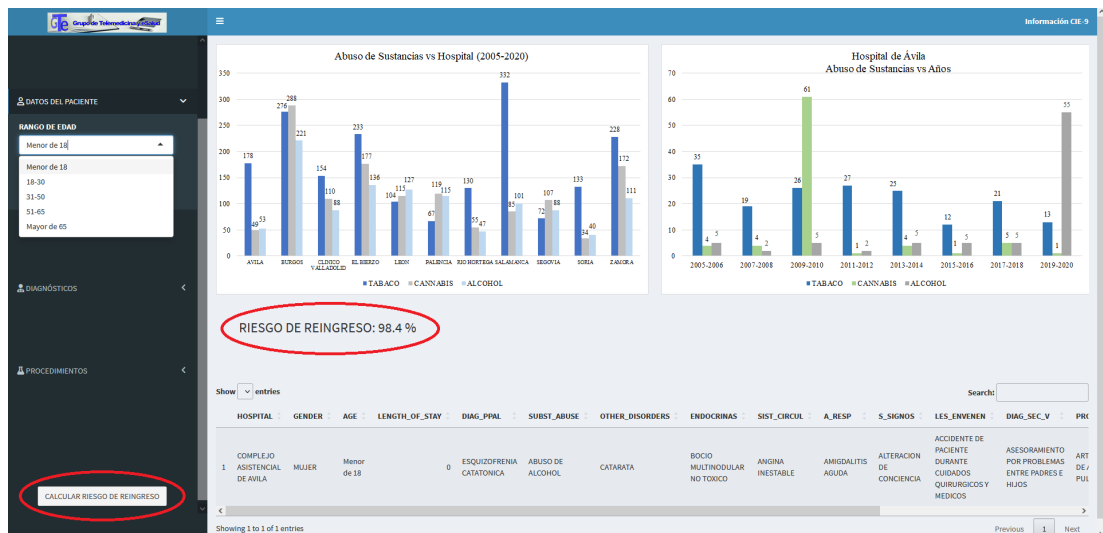 GTe Grupo de Telemedicina y eSalud
Información CIE-9
DATOS DEL PACIENTE
RANGO DE EDAD
Menor de 18
Menor de 18
18-30
31-50
51-65
Mayor de 65
DIAGNÓSTICOS
PROCEDIMIENTOS
CALCULAR RIESGO DE REINGRESO
Abuso de Sustancias vs Hospital (2005-2020)
350
300
250
200
150
100
50
0
178
49
53
276
288
221
154
110
88
233
177
136
104
115
127
67
119
115
130
55
47
332
85
101
72
107
88
133
34
40
228
172
111
AVILA
BURGOS
CLINICO VALLADOLID
EL BIERZO
LEON
PALENCIA
RIO HORTEGA
SALAMANCA
SEGOVIA
SORIA
ZAMORA
TABACO CANNABIS ALCOHOL
Hospital de Ávila
Abuso de Sustancias vs Años
70
60
50
40
30
20
10
0
35
4
5
19
4
2
26
61
5
27
1
2
25
4
5
12
1
5
21
5
5
13
1
55
2005-2006 2007-2008 2009-2010 2011-2012 2013-2014 2015-2016 2017-2018 2019-2020
TABACO CANNABIS ALCOHOL
RIESGO DE REINGRESO: 98.4 %
Show entries
Search:
HOSPITAL GENDER AGE LENGTH_OF_STAY DIAG_PPAL SUBST_ABUSE OTHER_DISORDERS ENDOCRINAS SIST_CIRCUL A_RESP S_SIGNOS LES_ENVENEN DIAG_SEC_V
1
COMPLEJO
ASISTENCIAL
DE AVILA
MUJER
Menor
de 18
0
ESQUIZOFRENIA
CATATONICA
ABUSO DE
ALCOHOL
CATARATA
BOCIO
MULTINODULAR
NO TOXICO
ANGINA
INESTABLE
AMIGDALITIS
AGUDA
ALTERACION
DE
CONCIENCIA
ACCIDENTE DE
PACIENTE
DURANTE
CUIDADOS
QUIRURGICOS Y
MEDICOS
ASESORAMIENTO
POR PROBLEMAS
ENTRE PADRES E
HIJOS
Showing 1 to 1 of 1 entries
Previous 1 Next